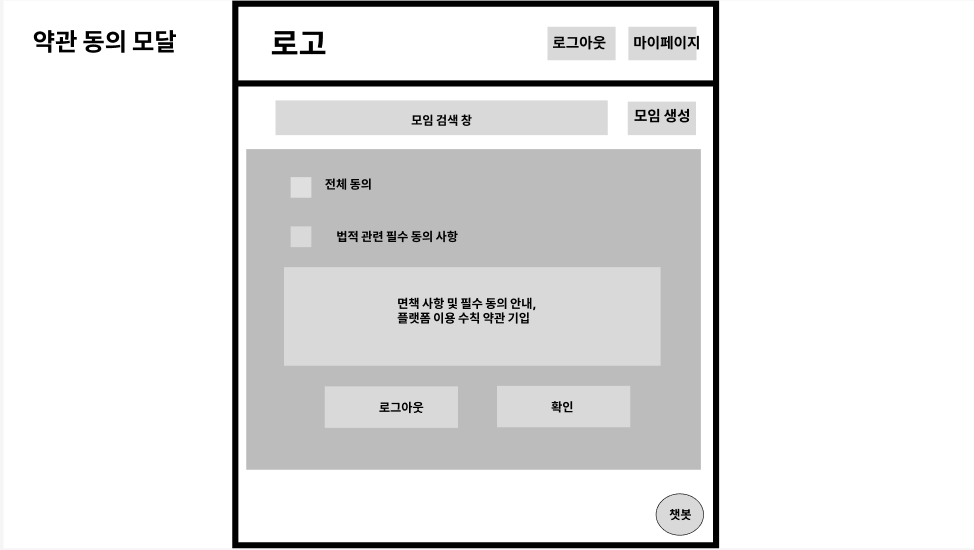 약관 동의 모달
로고
로그아웃
마이페이지
모임 검색 창
모임 생성
전체 동의
법적 관련 필수 동의 사항
면책 사항 및 필수 동의 안내,
플랫폼 이용 수칙 약관 기입
로그아웃
확인
챗봇